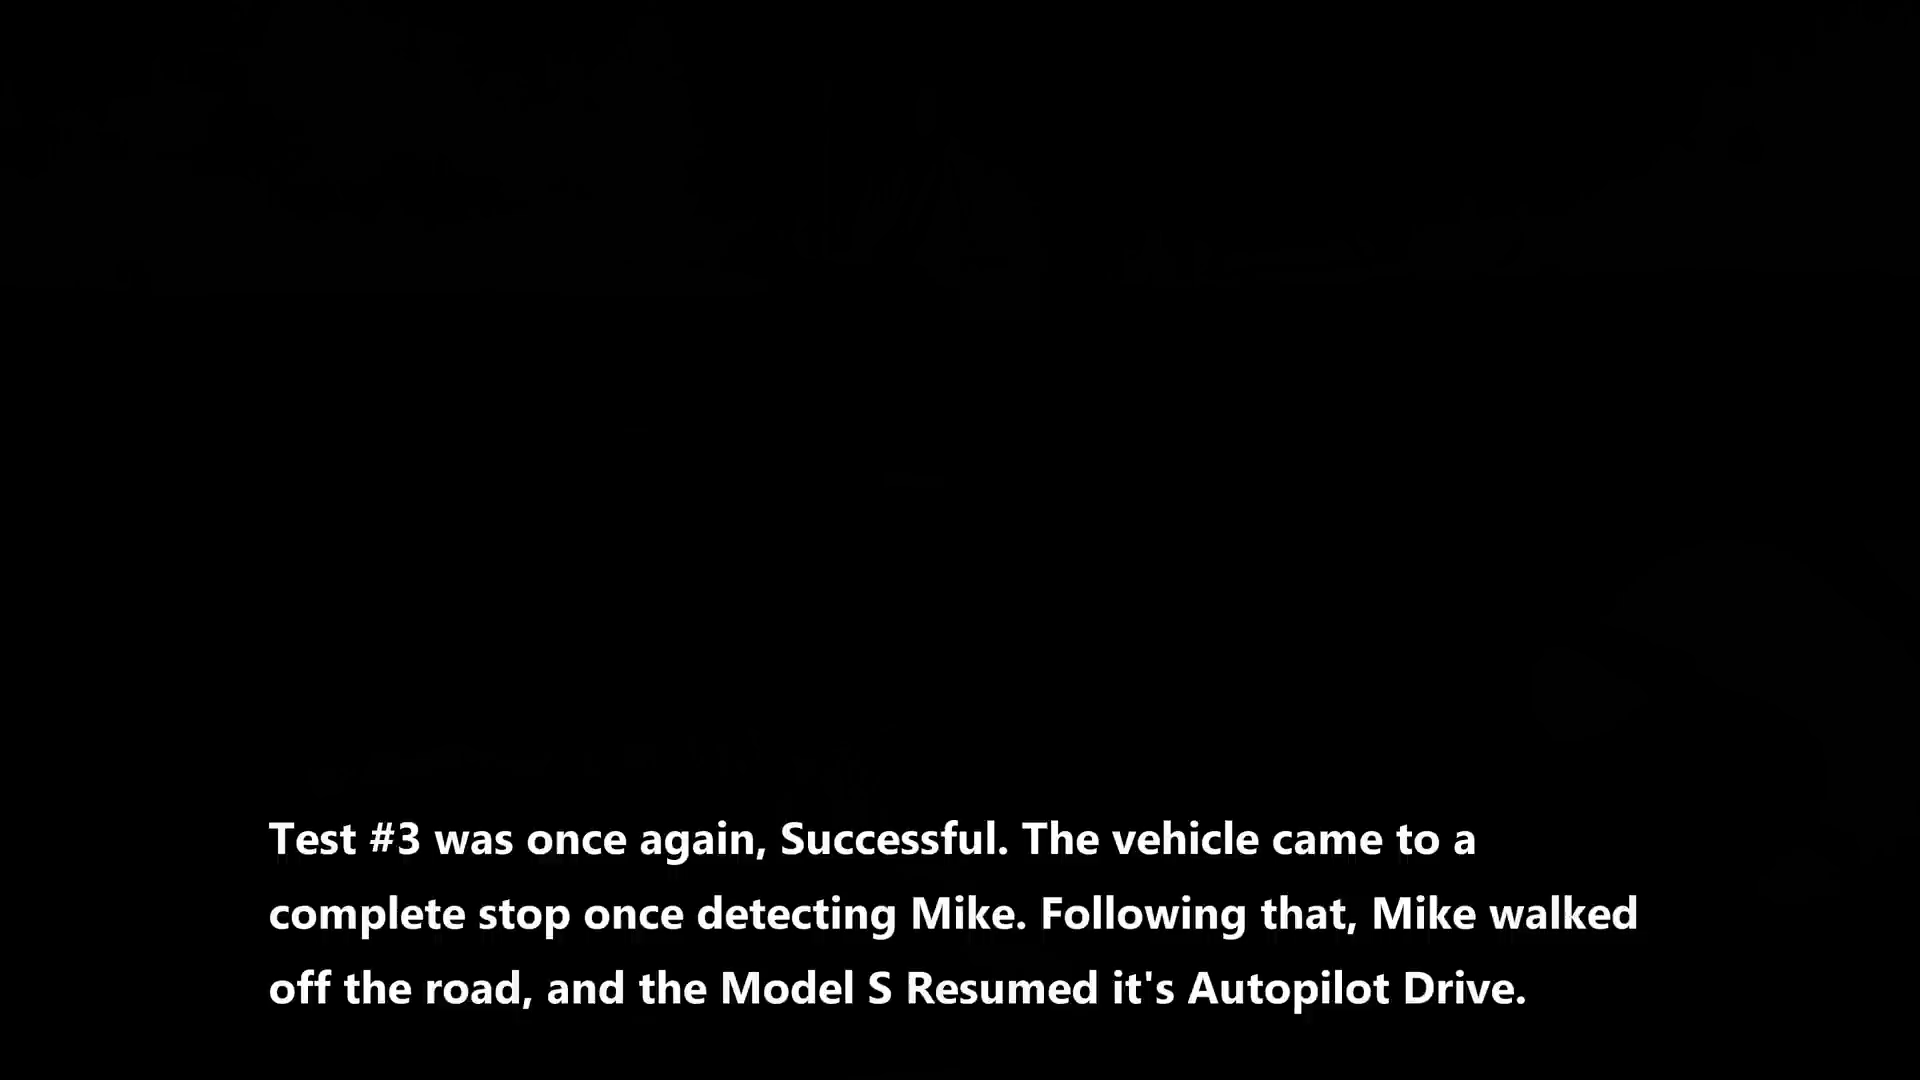 Test #3 was once again, Successful. The vehicle came to a
complete stop once detecting Mike. Following that, Mike walked
off the road, and the Model S Resumed it's Autopilot Drive.